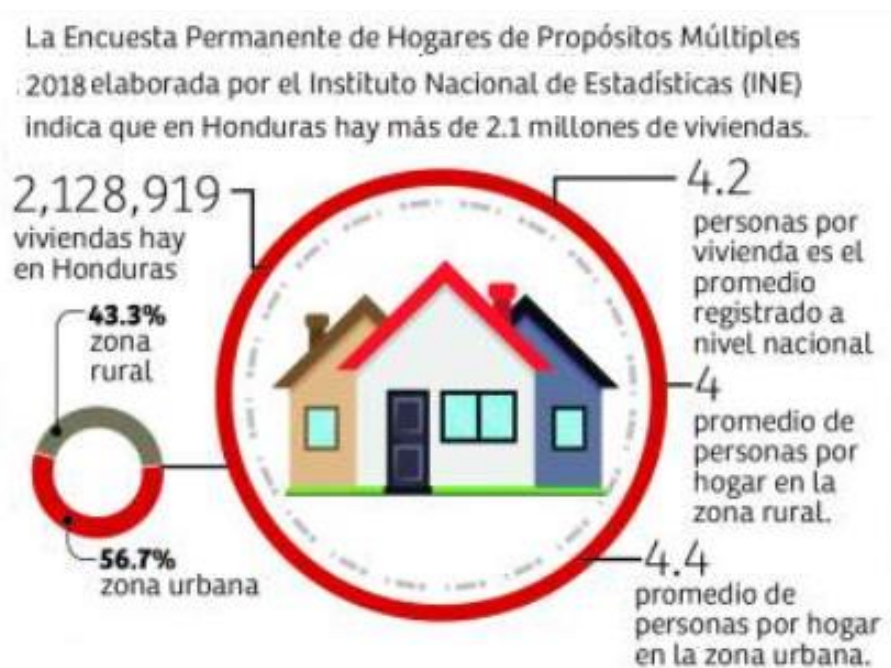 La Encuesta Permanente de Hogares de Propósitos Múltiples
2018 elaborada por el Instituto Nacional de Estadísticas (INE)
indica que en Honduras hay más de 2.1 millones de viviendas.
2,128,919
viviendas hay
en Honduras
43.3%
zona
rural
56.7%
zona urbana
4.2
personas por
vivienda es el
promedio
registrado a
nivel nacional
4
promedio de
personas por
hogar en la
zona rural.
4.4
promedio de
personas por hogar
en la zona urbana.